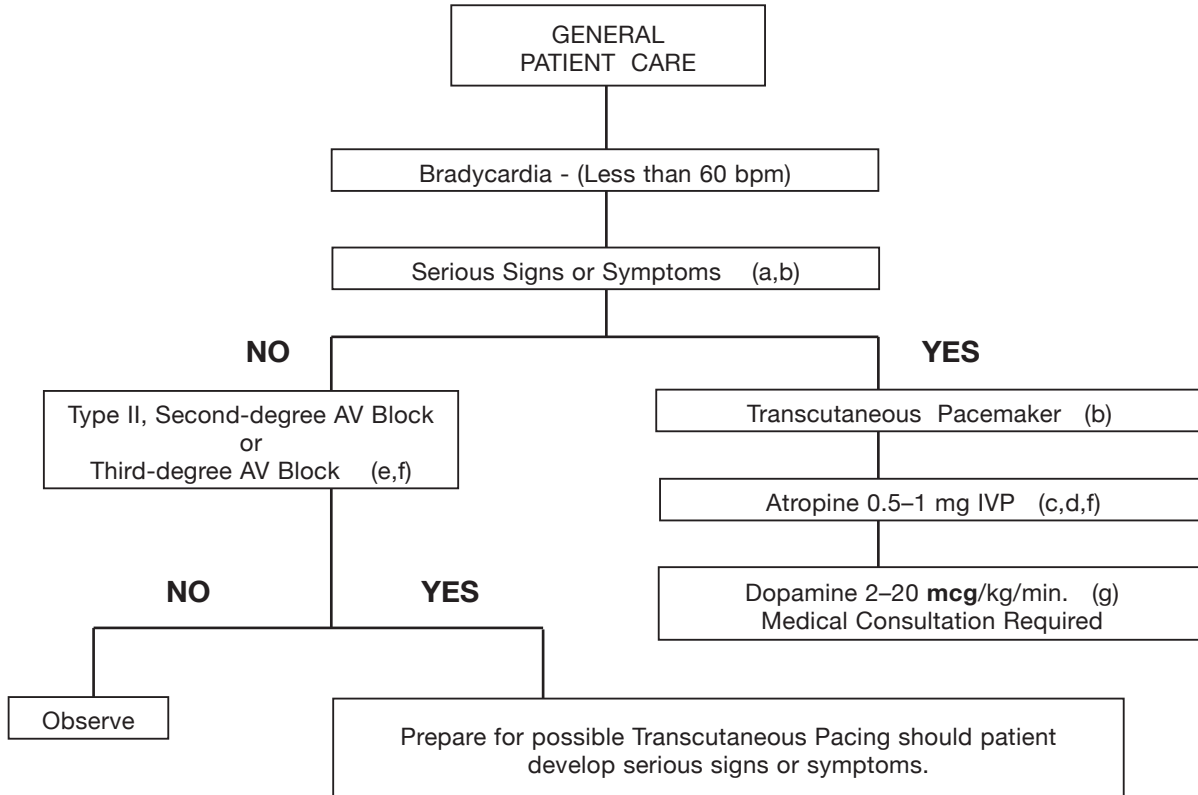 GENERAL
PATIENT CARE
Bradycardia - (Less than 60 bpm)
Serious Signs or Symptoms (a,b)
NO
YES
Type II, Second-degree AV Block
or
Third-degree AV Block (e,f)
Transcutaneous Pacemaker (b)
Atropine 0.5–1 mg IVP (c,d,f)
Dopamine 2–20 mcg/kg/min. (g)
Medical Consultation Required
NO
YES
Observe
Prepare for possible Transcutaneous Pacing should patient
develop serious signs or symptoms.